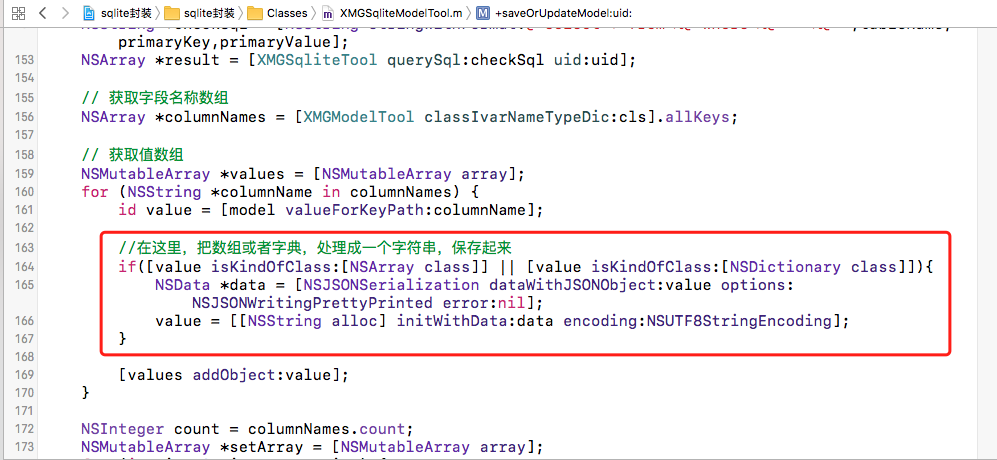 sqlite封装 〉 sqlite封装 〉 Classes 〉 m XMGSqliteModelTool.m 〉 M +saveOrUpdateModel:uid:
primaryKey,primaryValue];
153 NSArray *result = [XMGSqliteTool querySql:checkSql uid:uid];
154
155 // 获取字段名称数组
156 NSArray *columnNames = [XMGModelTool classIvarNameTypeDic:cls].allKeys;
157
158 // 获取值数组
159 NSMutableArray *values = [NSMutableArray array];
160 for (NSString *columnName in columnNames) {
161 id value = [model valueForKeyPath:columnName];
162
163 //在这里，把数组或者字典，处理成一个字符串，保存起来
164 if([value isKindOfClass:[NSArray class]] || [value isKindOfClass:[NSDictionary class]]){
165 NSData *data = [NSJSONSerialization dataWithJSONObject:value options:
NSJSONWritingPrettyPrinted error:nil];
166 value = [[NSString alloc] initWithData:data encoding:NSUTF8StringEncoding];
167 }
168
169 [values addObject:value];
170 }
171
172 NSInteger count = columnNames.count;
173 NSMutableArray *setArray = [NSMutableArray array];